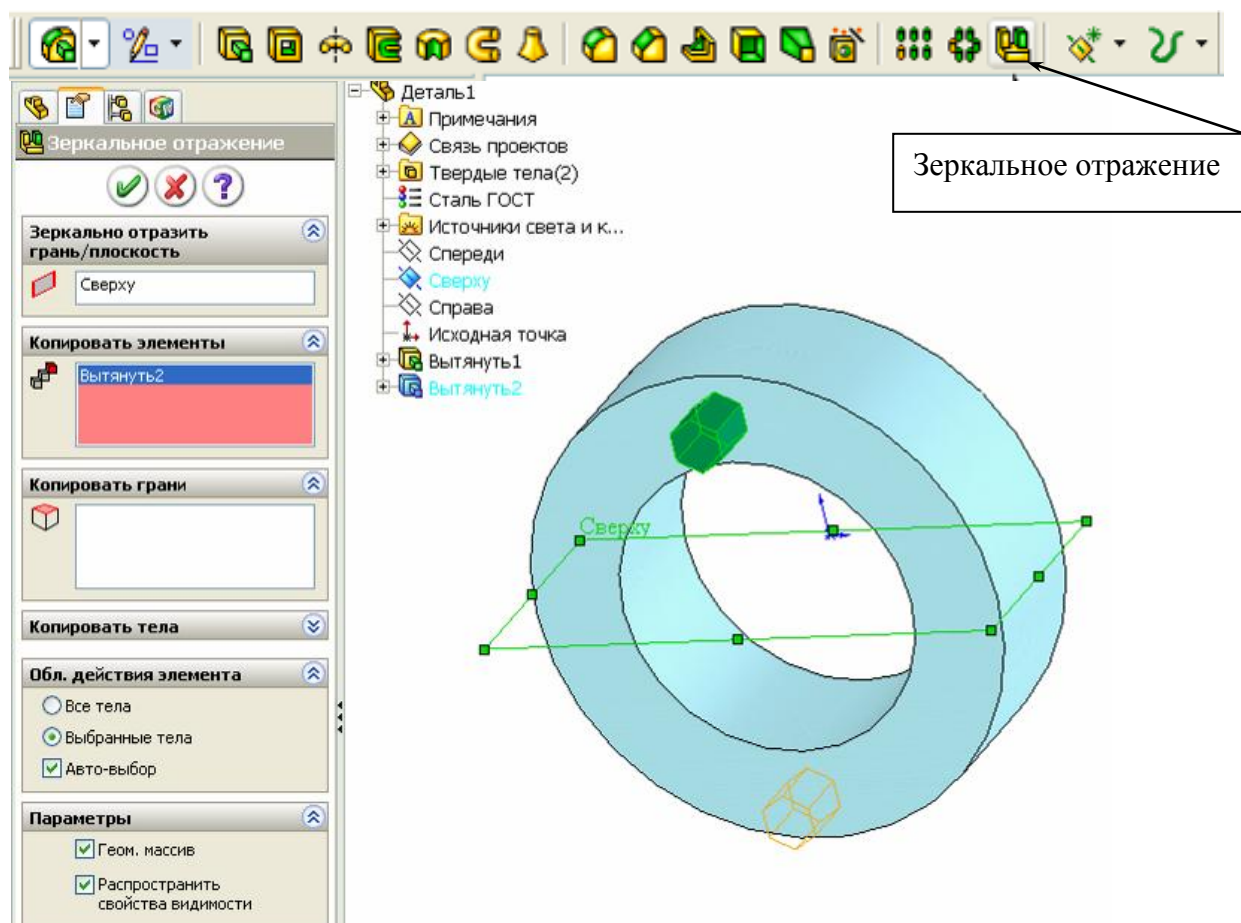 Зеркальное отражение
Зеркально отразить
грань/плоскость
Сверху
Копировать элементы
Вытянуть2
Копировать грани
Копировать тела
Обл. действия элемента
Все тела
Выбранные тела
Авто-выбор
Параметры
Геом. массив
Распространить
свойства видимости
Деталь1
A Примечания
Связь проектов
Твердые тела(2)
Сталь ГОСТ
Источники света и к...
Спереди
Сверху
Справа
Исходная точка
Вытянуть1
Вытянуть2
Зеркальное отражение
Сверху